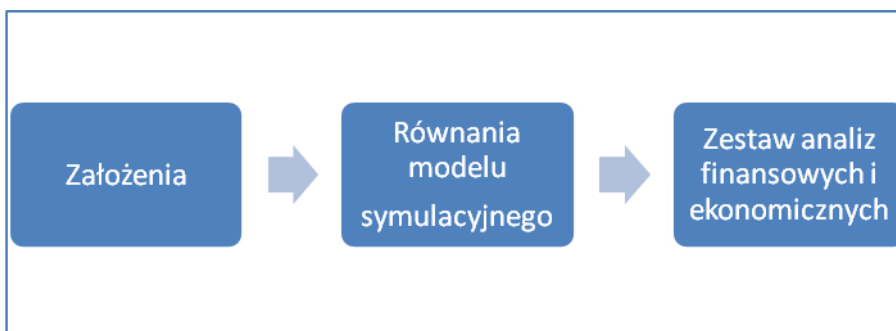 Założenia
Równania
modelu
symulacyjnego
Zestaw analiz
finansowych i
ekonomicznych